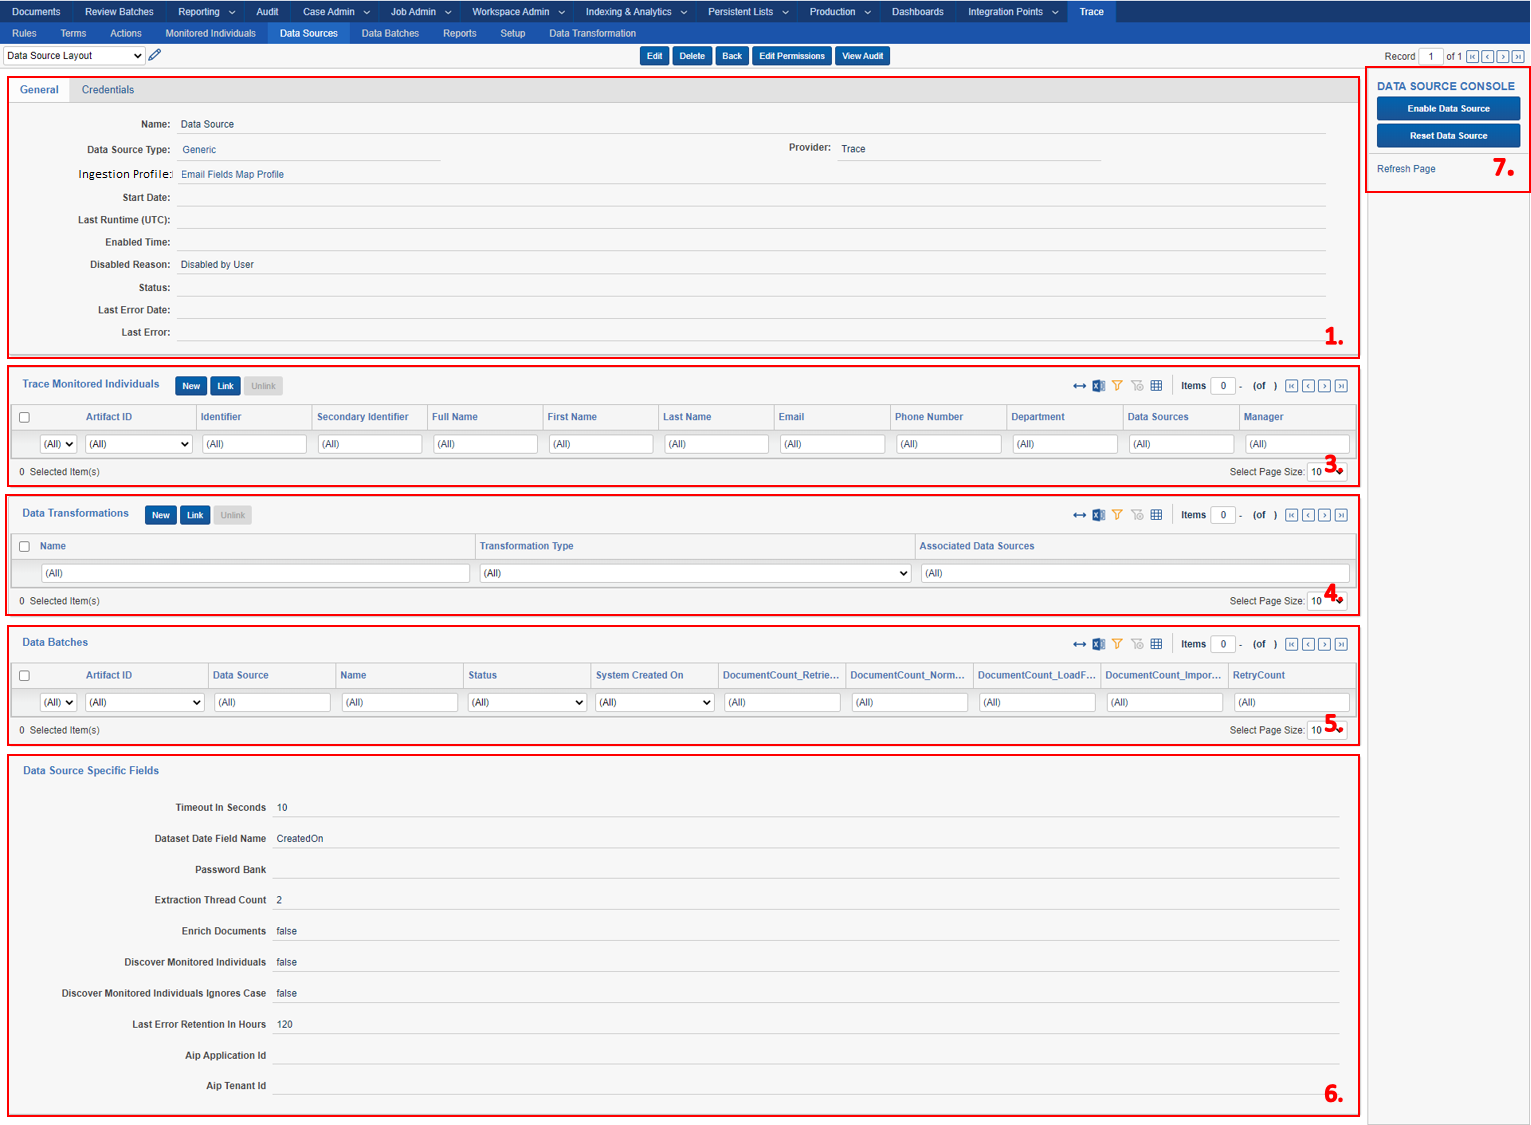 Documents Review Batches Reporting Audit Case Admin Job Admin Workspace Admin Indexing & Analytics Persistent Lists Production Dashboards Integration Points Trace
Rules Terms Actions Monitored Individuals Data Sources Data Batches Reports Setup Data Transformation
Data Source Layout Edit Delete Back Edit Permissions View Audit Record 1 of 1
General Credentials
Name: Data Source
Data Source Type: Generic Provider: Trace
Ingestion Profile: Email Fields Map Profile
Start Date:
Last Runtime (UTC):
Enabled Time:
Disabled Reason: Disabled by User
Status:
Last Error Date:
Last Error:
1.
DATA SOURCE CONSOLE
Enable Data Source
Reset Data Source
Refresh Page
7.
Trace Monitored Individuals New Link Unlink Items 0 - (of )
Artifact ID Identifier Secondary Identifier Full Name First Name Last Name Email Phone Number Department Data Sources Manager
(All) (All) (All) (All) (All) (All) (All) (All) (All) (All) (All) (All)
0 Selected Item(s) Select Page Size: 10
3.
Data Transformations New Link Unlink Items 0 - (of )
Name Transformation Type Associated Data Sources
(All) (All) (All)
0 Selected Item(s) Select Page Size: 10
4.
Data Batches Items 0 - (of )
Artifact ID Data Source Name Status System Created On DocumentCount_Retrie... DocumentCount_Norm... DocumentCount_LoadF... DocumentCount_Impor... RetryCount
(All) (All) (All) (All) (All) (All) (All) (All) (All) (All) (All)
0 Selected Item(s) Select Page Size: 10
5.
Data Source Specific Fields
Timeout In Seconds 10
Dataset Date Field Name CreatedOn
Password Bank
Extraction Thread Count 2
Enrich Documents false
Discover Monitored Individuals false
Discover Monitored Individuals Ignores Case false
Last Error Retention In Hours 120
Aip Application Id
Aip Tenant Id
6.